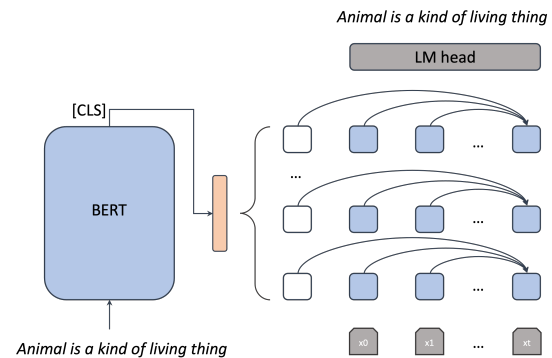 Animal is a kind of living thing
LM head
[CLS]
BERT
...
...
...
...
x0 x1 ... xt
Animal is a kind of living thing